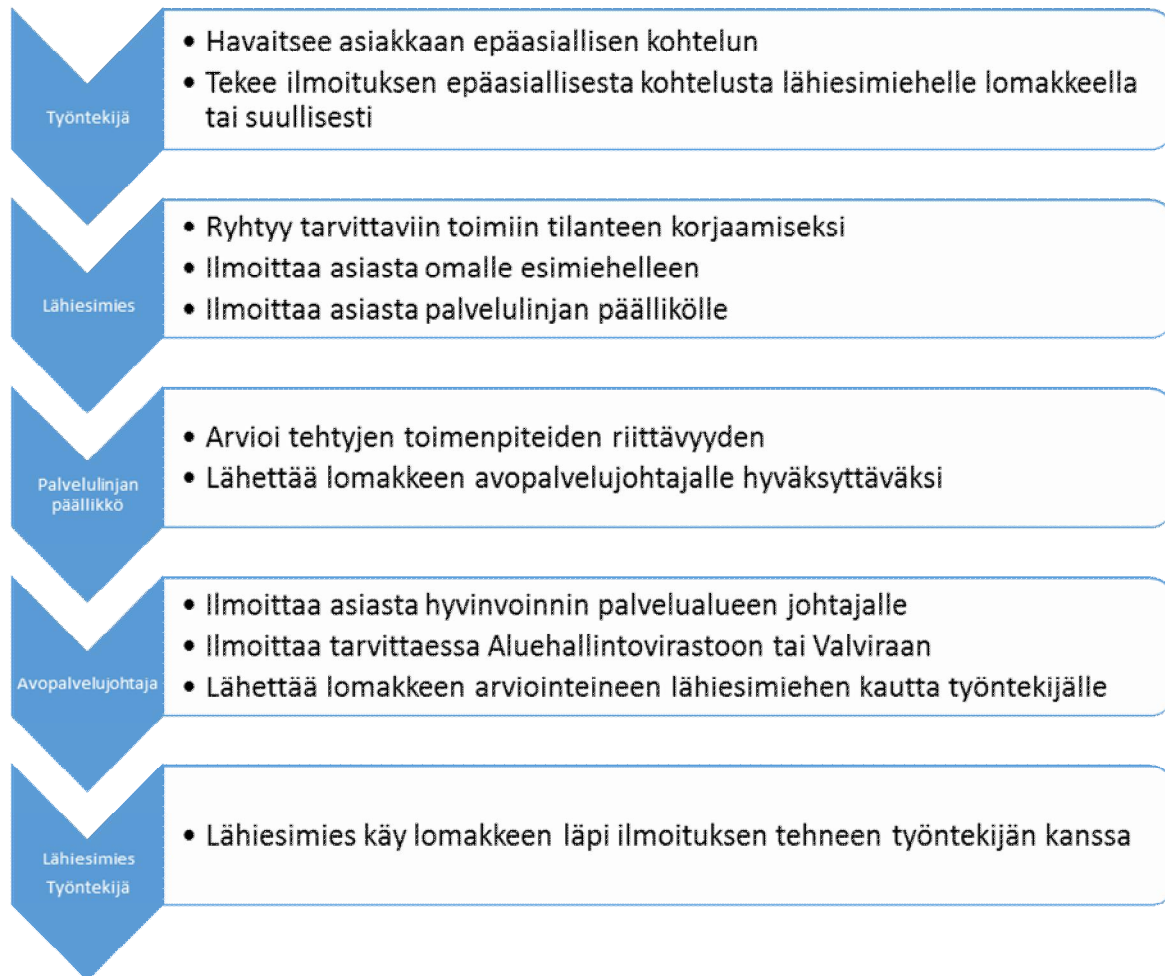 Työntekijä
• Havaitsee asiakkaan epäasiallisen kohtelun
• Tekee ilmoituksen epäasiallisesta kohtelusta lähiesimiehelle lomakkeella
tai suullisesti
Lähiesimies
• Ryhtyy tarvittaviin toimiin tilanteen korjaamiseksi
• Ilmoittaa asiasta omalle esimiehelleen
• Ilmoittaa asiasta palvelulinjan päällikölle
Palvelulinjan
päällikkö
• Arvioi tehtyjen toimenpiteiden riittävyyden
• Lähettää lomakkeen avopalvelujohtajalle hyväksyttäväksi
Avopalvelujohtaja
• Ilmoittaa asiasta hyvinvoinnin palvelualueen johtajalle
• Ilmoittaa tarvittaessa Aluehallintovirastoon tai Valviraan
• Lähettää lomakkeen arviointeineen lähiesimiehen kautta työntekijälle
Lähiesimies
Työntekijä
• Lähiesimies käy lomakkeen läpi ilmoituksen tehneen työntekijän kanssa